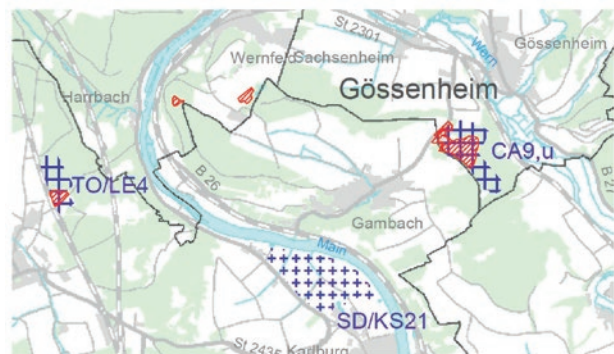 St 2301
Wern
Gössenheim
Wernfeld
Sachsenheim
Gössenheim
Harrbach
CA9,u
TO/LE4
B 26
B 2
Gambach
Main
SD/KS21
St 2435
Karlburg